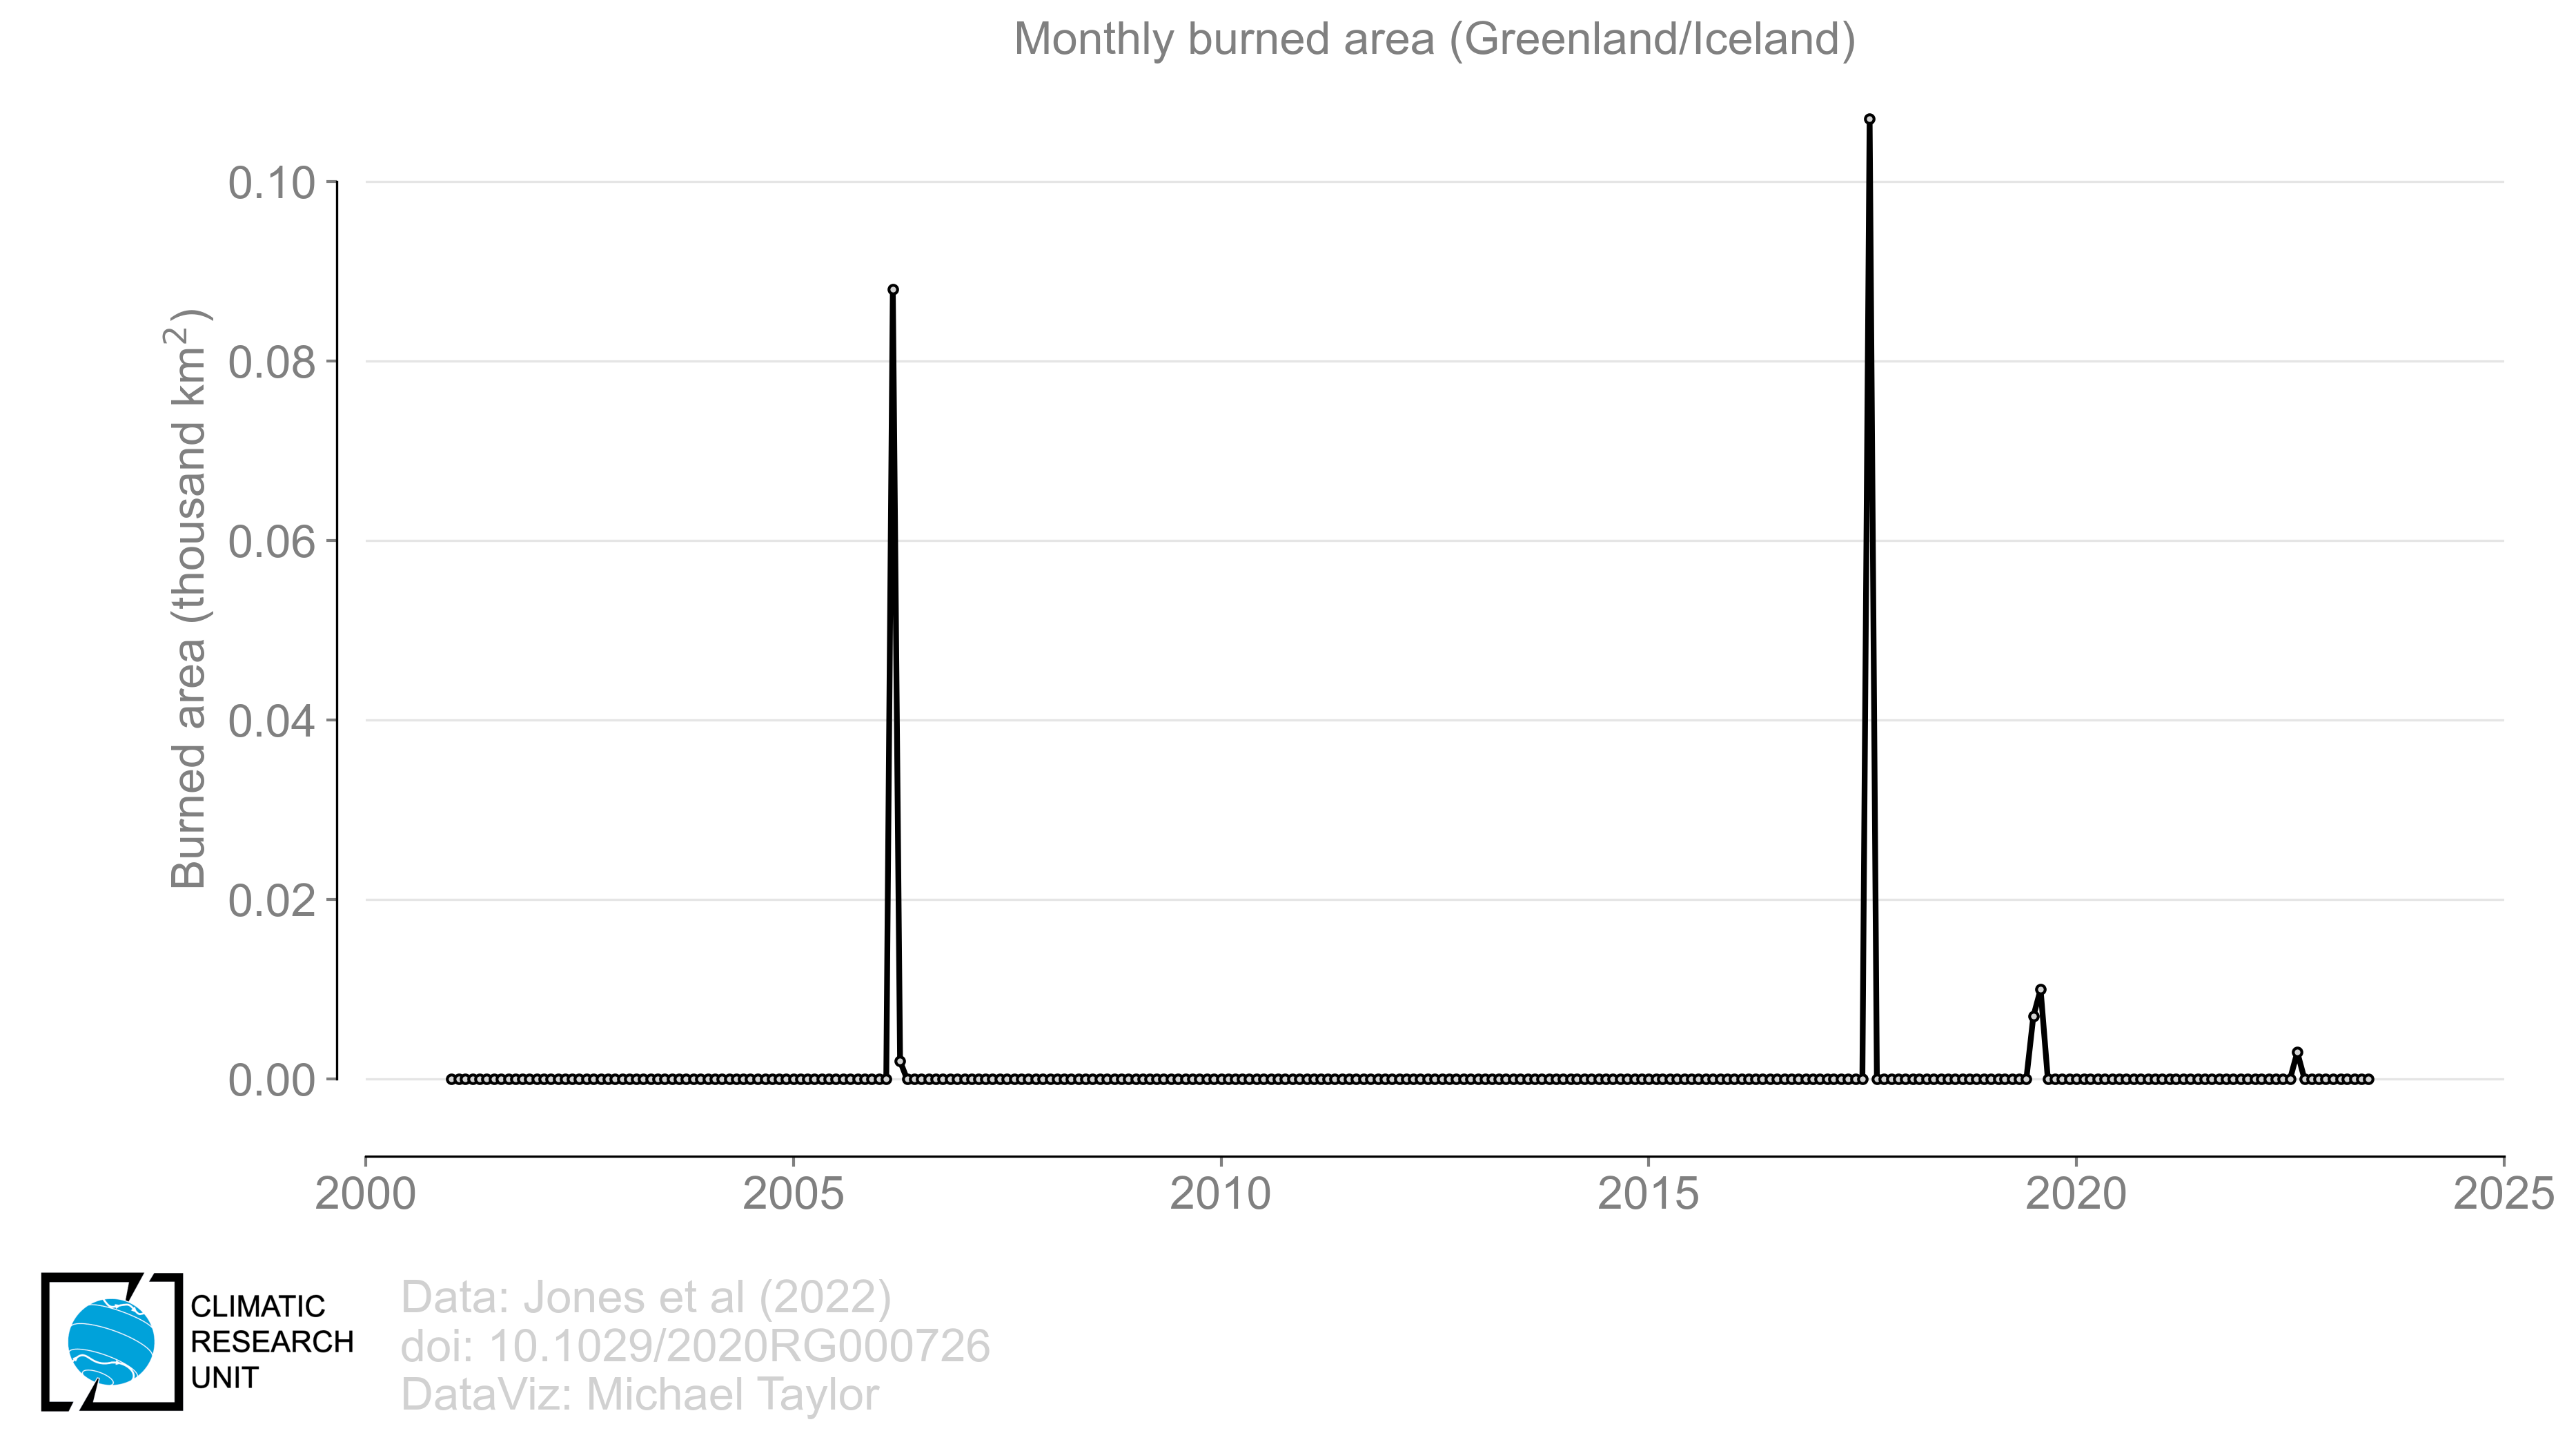 Monthly burned area (Greenland/Iceland)
Burned area (thousand km²)
0.10
0.08
0.06
0.04
0.02
0.00
2000 2005 2010 2015 2020 2025
CLIMATIC
RESEARCH
UNIT
Data: Jones et al (2022)
doi: 10.1029/2020RG000726
DataViz: Michael Taylor